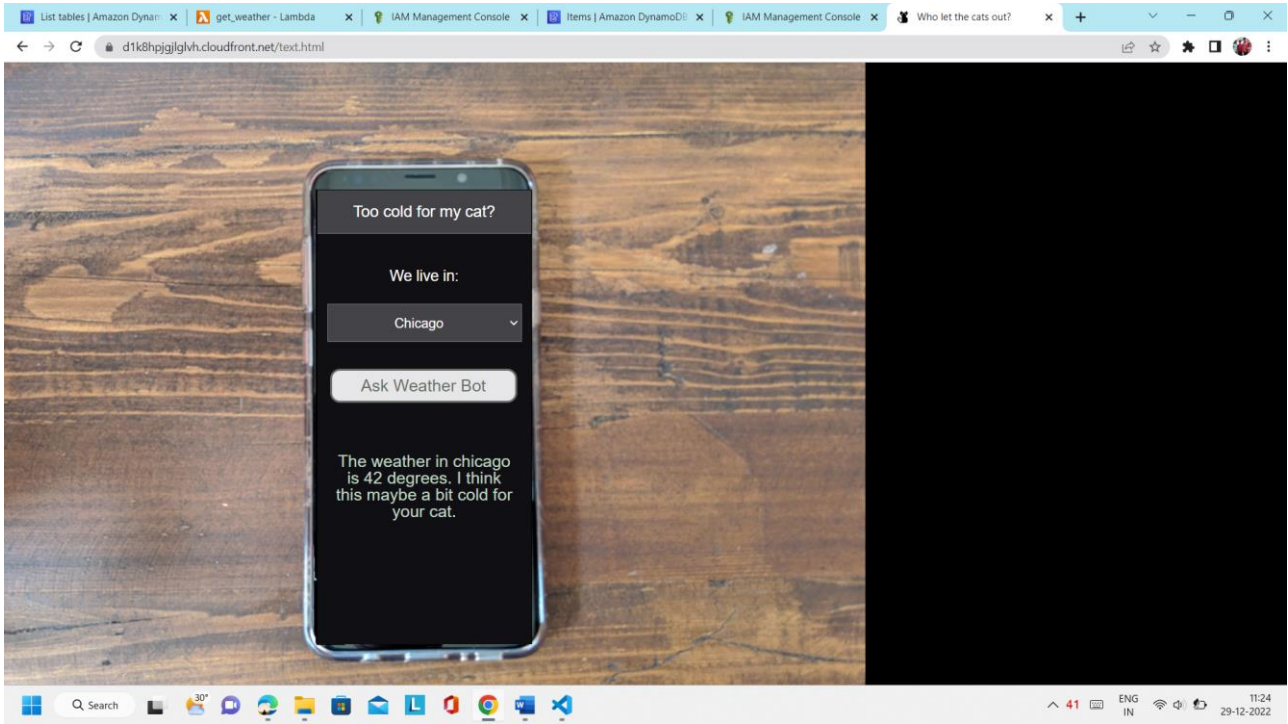 List tables | Amazon Dynam
get_weather - Lambda
IAM Management Console
Items | Amazon DynamoDB
IAM Management Console
Who let the cats out?
d1k8hpjgjlglvh.cloudfront.net/text.html
Too cold for my cat?
We live in:
Chicago
Ask Weather Bot
The weather in chicago
is 42 degrees. I think
this maybe a bit cold for
your cat.
Search
30°
41
ENG
IN
11:24
29-12-2022